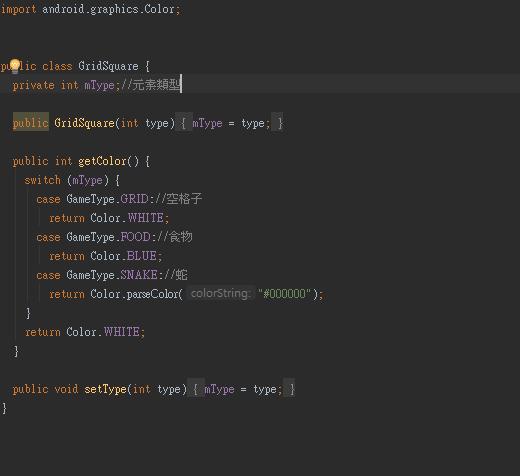 import android.graphics.Color;
public class GridSquare {
private int mType;//元素類型
public GridSquare(int type) { mType = type; }
public int getColor() {
switch (mType) {
case GameType.GRID://空格子
return Color.WHITE;
case GameType.FOOD://食物
return Color.BLUE;
case GameType.SNAKE://蛇
return Color.parseColor( colorString: "#000000");
}
return Color.WHITE;
}
public void setType(int type) { mType = type; }
}